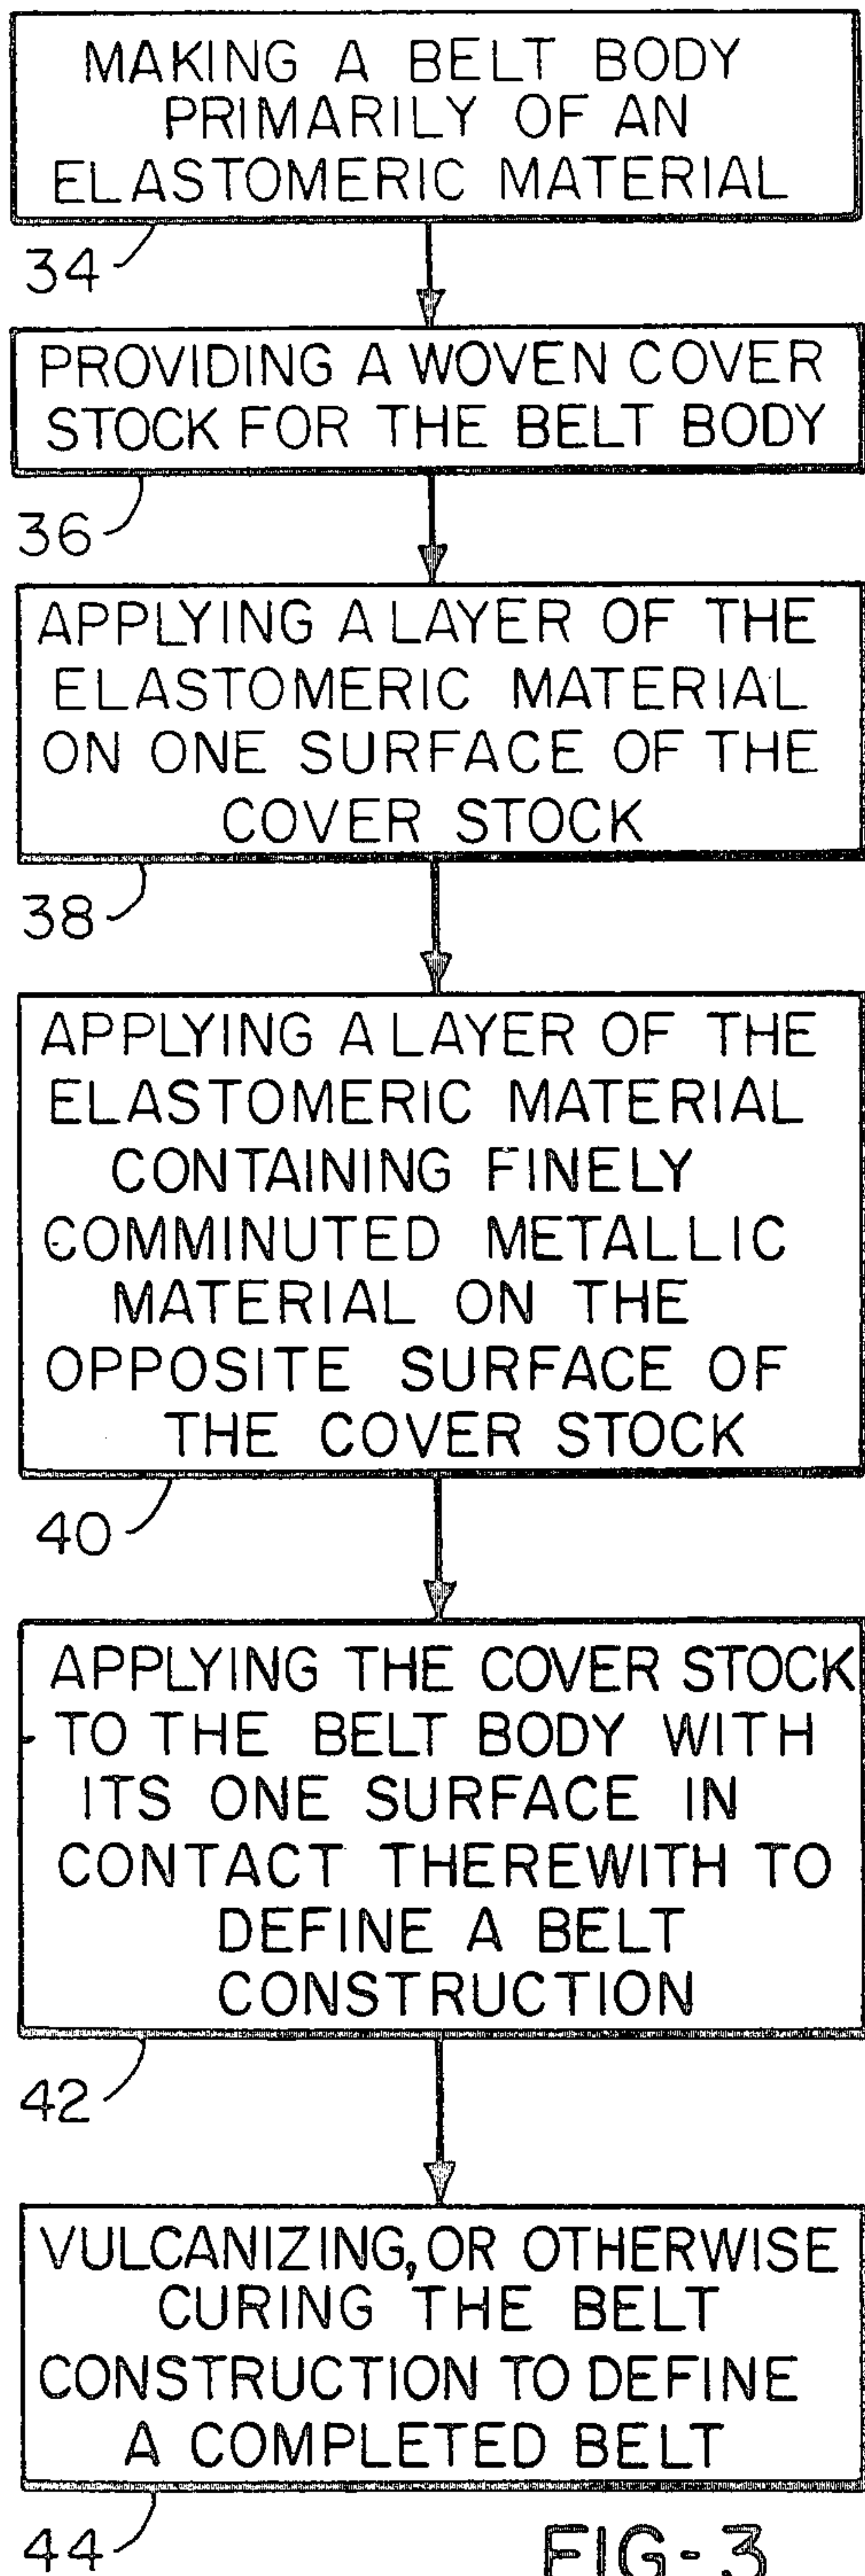 MAKING A BELT BODY
PRIMARILY OF AN
ELASTOMERIC MATERIAL
34
PROVIDING A WOVEN COVER
STOCK FOR THE BELT BODY
36
APPLYING A LAYER OF THE
ELASTOMERIC MATERIAL
ON ONE SURFACE OF THE
COVER STOCK
38
APPLYING A LAYER OF THE
ELASTOMERIC MATERIAL
CONTAINING FINELY
COMMINUTED METALLIC
MATERIAL ON THE
OPPOSITE SURFACE OF
THE COVER STOCK
40
APPLYING THE COVER STOCK
TO THE BELT BODY WITH
ITS ONE SURFACE IN
CONTACT THEREWITH TO
DEFINE A BELT
CONSTRUCTION
42
VULCANIZING, OR OTHERWISE
CURING THE BELT
CONSTRUCTION TO DEFINE
A COMPLETED BELT
44
FIG-3